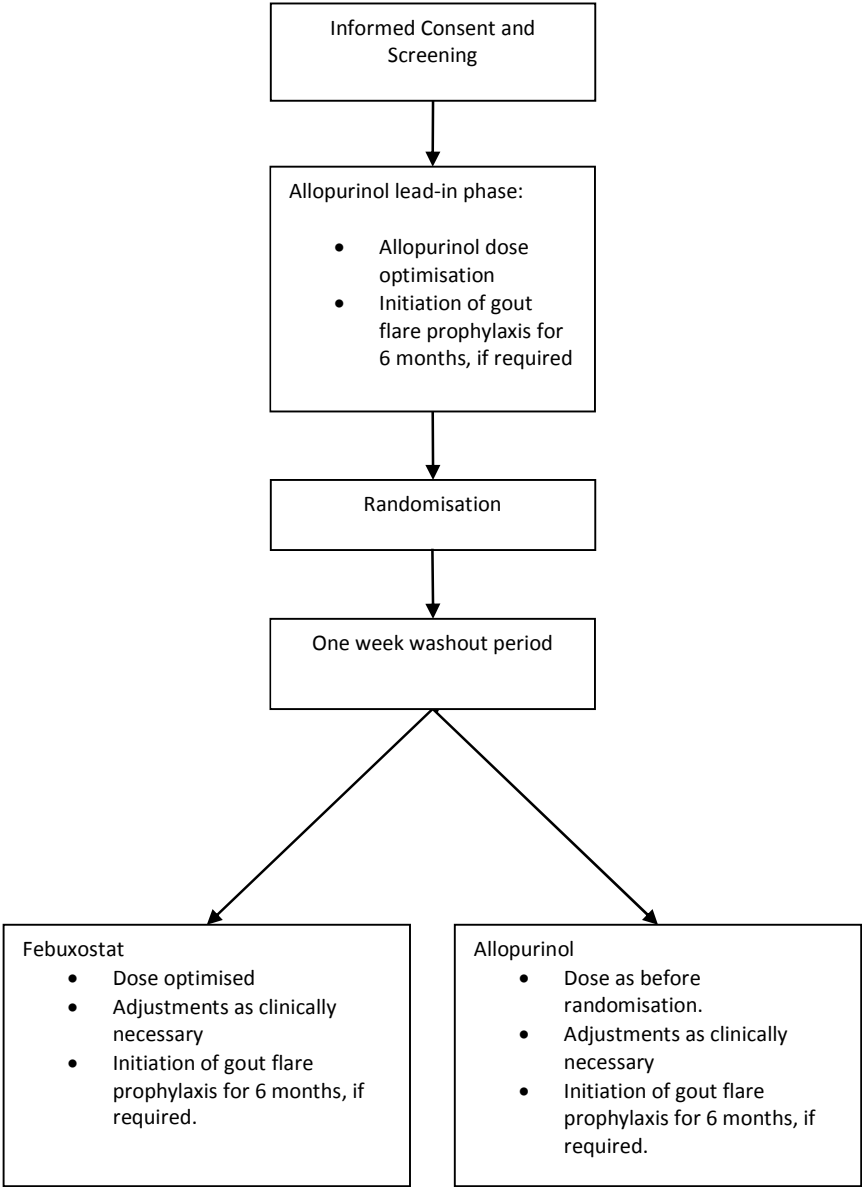 Informed Consent and
Screening
Allopurinol lead-in phase:
• Allopurinol dose
optimisation
• Initiation of gout
flare prophylaxis for
6 months, if required
Randomisation
One week washout period
Febuxostat
• Dose optimised
• Adjustments as clinically
necessary
• Initiation of gout flare
prophylaxis for 6 months, if
required.
Allopurinol
• Dose as before
randomisation.
• Adjustments as clinically
necessary
• Initiation of gout flare
prophylaxis for 6 months, if
required.